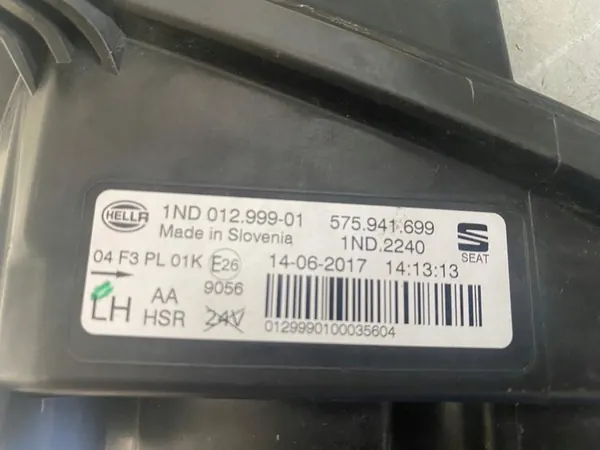 HELLA 1ND 012.999-01 575.941.699
Made in Slovenia 1ND.2240
SEAT
04 F3 PL 01K E26 14-06-2017 14:13:13
9056
LH AA
HSR 24V
0129990100035604